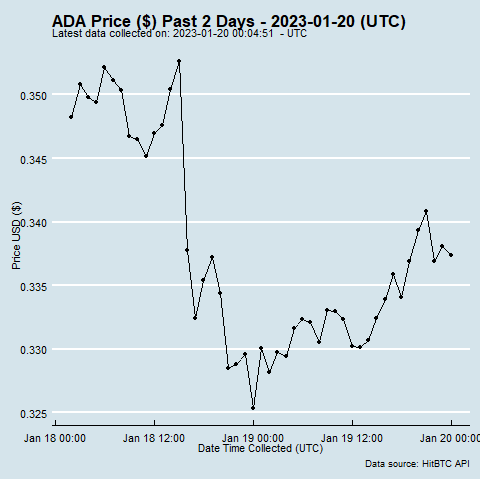 ADA Price ($) Past 2 Days - 2023-01-20 (UTC)
Latest data collected on: 2023-01-20 00:04:51 - UTC
Price USD ($)
0.350
0.345
0.340
0.335
0.330
0.325
Jan 18 00:00 Jan 18 12:00 Jan 19 00:00 Jan 19 12:00 Jan 20 00:00
Date Time Collected (UTC)
Data source: HitBTC API